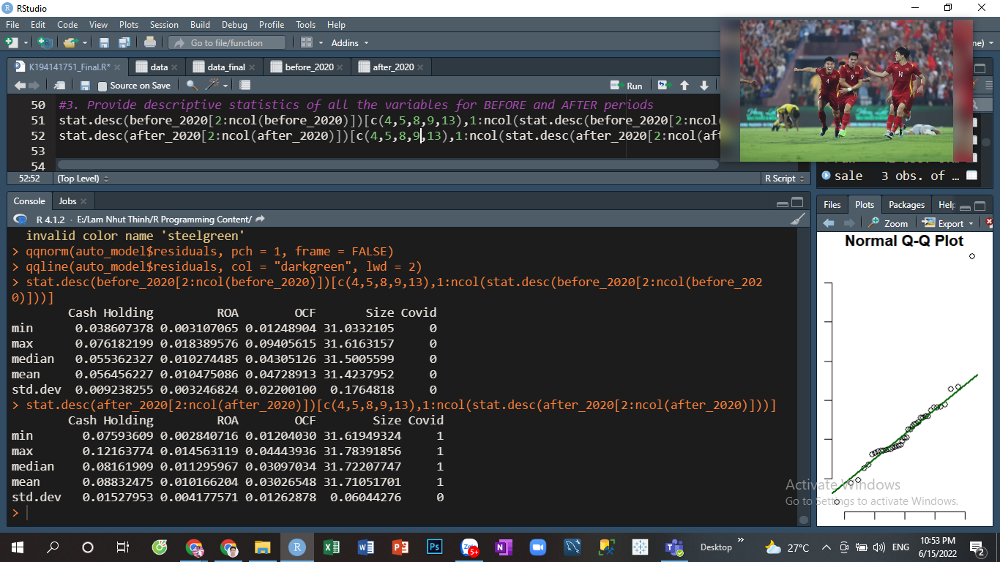 RStudio
File Edit Code View Plots Session Build Debug Profile Tools Help
Go to file/function Addins ne)
K194141751_Final.R* data data_final before_2020 after_2020
Source on Save Run
50 #3. Provide descriptive statistics of all the variables for BEFORE and AFTER periods
51 stat.desc(before_2020[2:ncol(before_2020)])[c(4,5,8,9,13),1:ncol(stat.desc(before_2020[2:ncol(
52 stat.desc(after_2020[2:ncol(after_2020)])[c(4,5,8,9,13),1:ncol(stat.desc(after_2020[2:ncol(aft
53
54
52:52 (Top Level) R Script
sale 3 obs. of …
Console Jobs
R 4.1.2 · E:/Lam Nhut Thinh/R Programming Content/
invalid color name 'steelgreen'
> qqnorm(auto_model$residuals, pch = 1, frame = FALSE)
> qqline(auto_model$residuals, col = "darkgreen", lwd = 2)
> stat.desc(before_2020[2:ncol(before_2020)])[c(4,5,8,9,13),1:ncol(stat.desc(before_2020[2:ncol(before_202
0)]))]
Cash Holding ROA OCF Size Covid
min 0.038607378 0.003107065 0.01248904 31.0332105 0
max 0.076182199 0.018389576 0.09405615 31.6163157 0
median 0.055362327 0.010274485 0.04305126 31.5005599 0
mean 0.056456227 0.010475086 0.04728913 31.4237952 0
std.dev 0.009238255 0.003246824 0.02200100 0.1764818 0
> stat.desc(after_2020[2:ncol(after_2020)])[c(4,5,8,9,13),1:ncol(stat.desc(after_2020[2:ncol(after_2020)]))]
Cash Holding ROA OCF Size Covid
min 0.07593609 0.002840716 0.01204030 31.61949324 1
max 0.12163774 0.014563119 0.04443936 31.78391856 1
median 0.08161909 0.011295967 0.03097034 31.72207747 1
mean 0.08832475 0.010166204 0.03026548 31.71051701 1
std.dev 0.01527953 0.004177571 0.01262878 0.06044276 0
>
Files Plots Packages Help
Zoom Export
Normal Q-Q Plot
Activate Windows
Go to Settings to activate Windows.
Desktop 27°C ENG 10:53 PM
6/15/2022